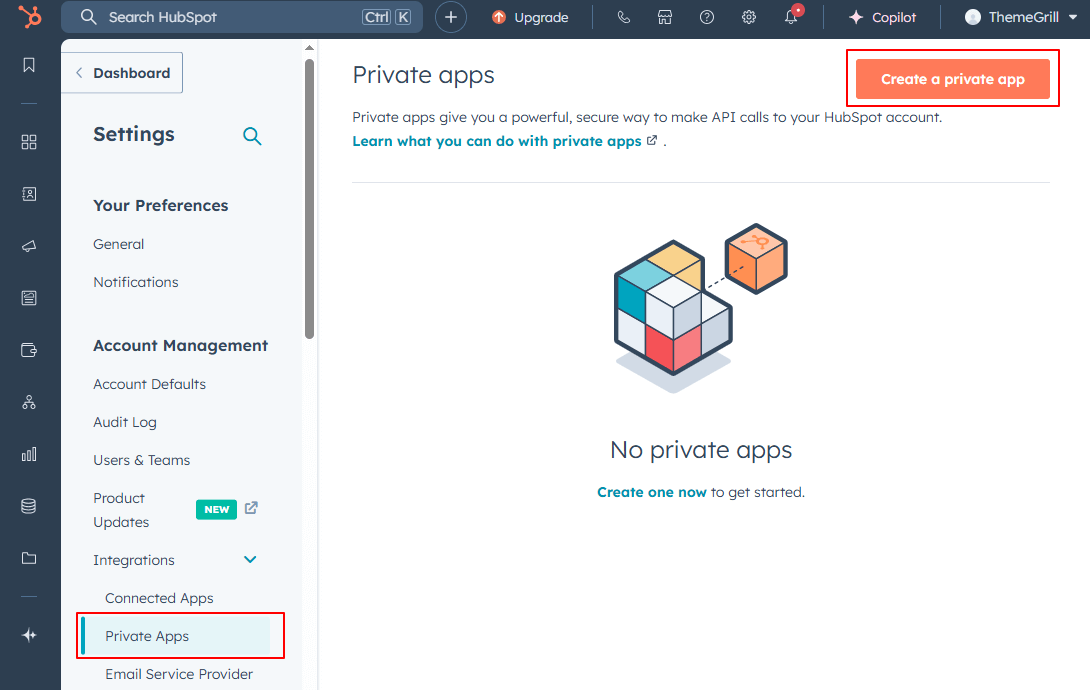 Search HubSpot Ctrl K Upgrade Copilot ThemeGrill
Dashboard
Settings
Your Preferences
General
Notifications
Account Management
Account Defaults
Audit Log
Users & Teams
Product
Updates NEW
Integrations
Connected Apps
Private Apps
Email Service Provider
Private apps
Create a private app
Private apps give you a powerful, secure way to make API calls to your HubSpot account.
Learn what you can do with private apps .
No private apps
Create one now to get started.